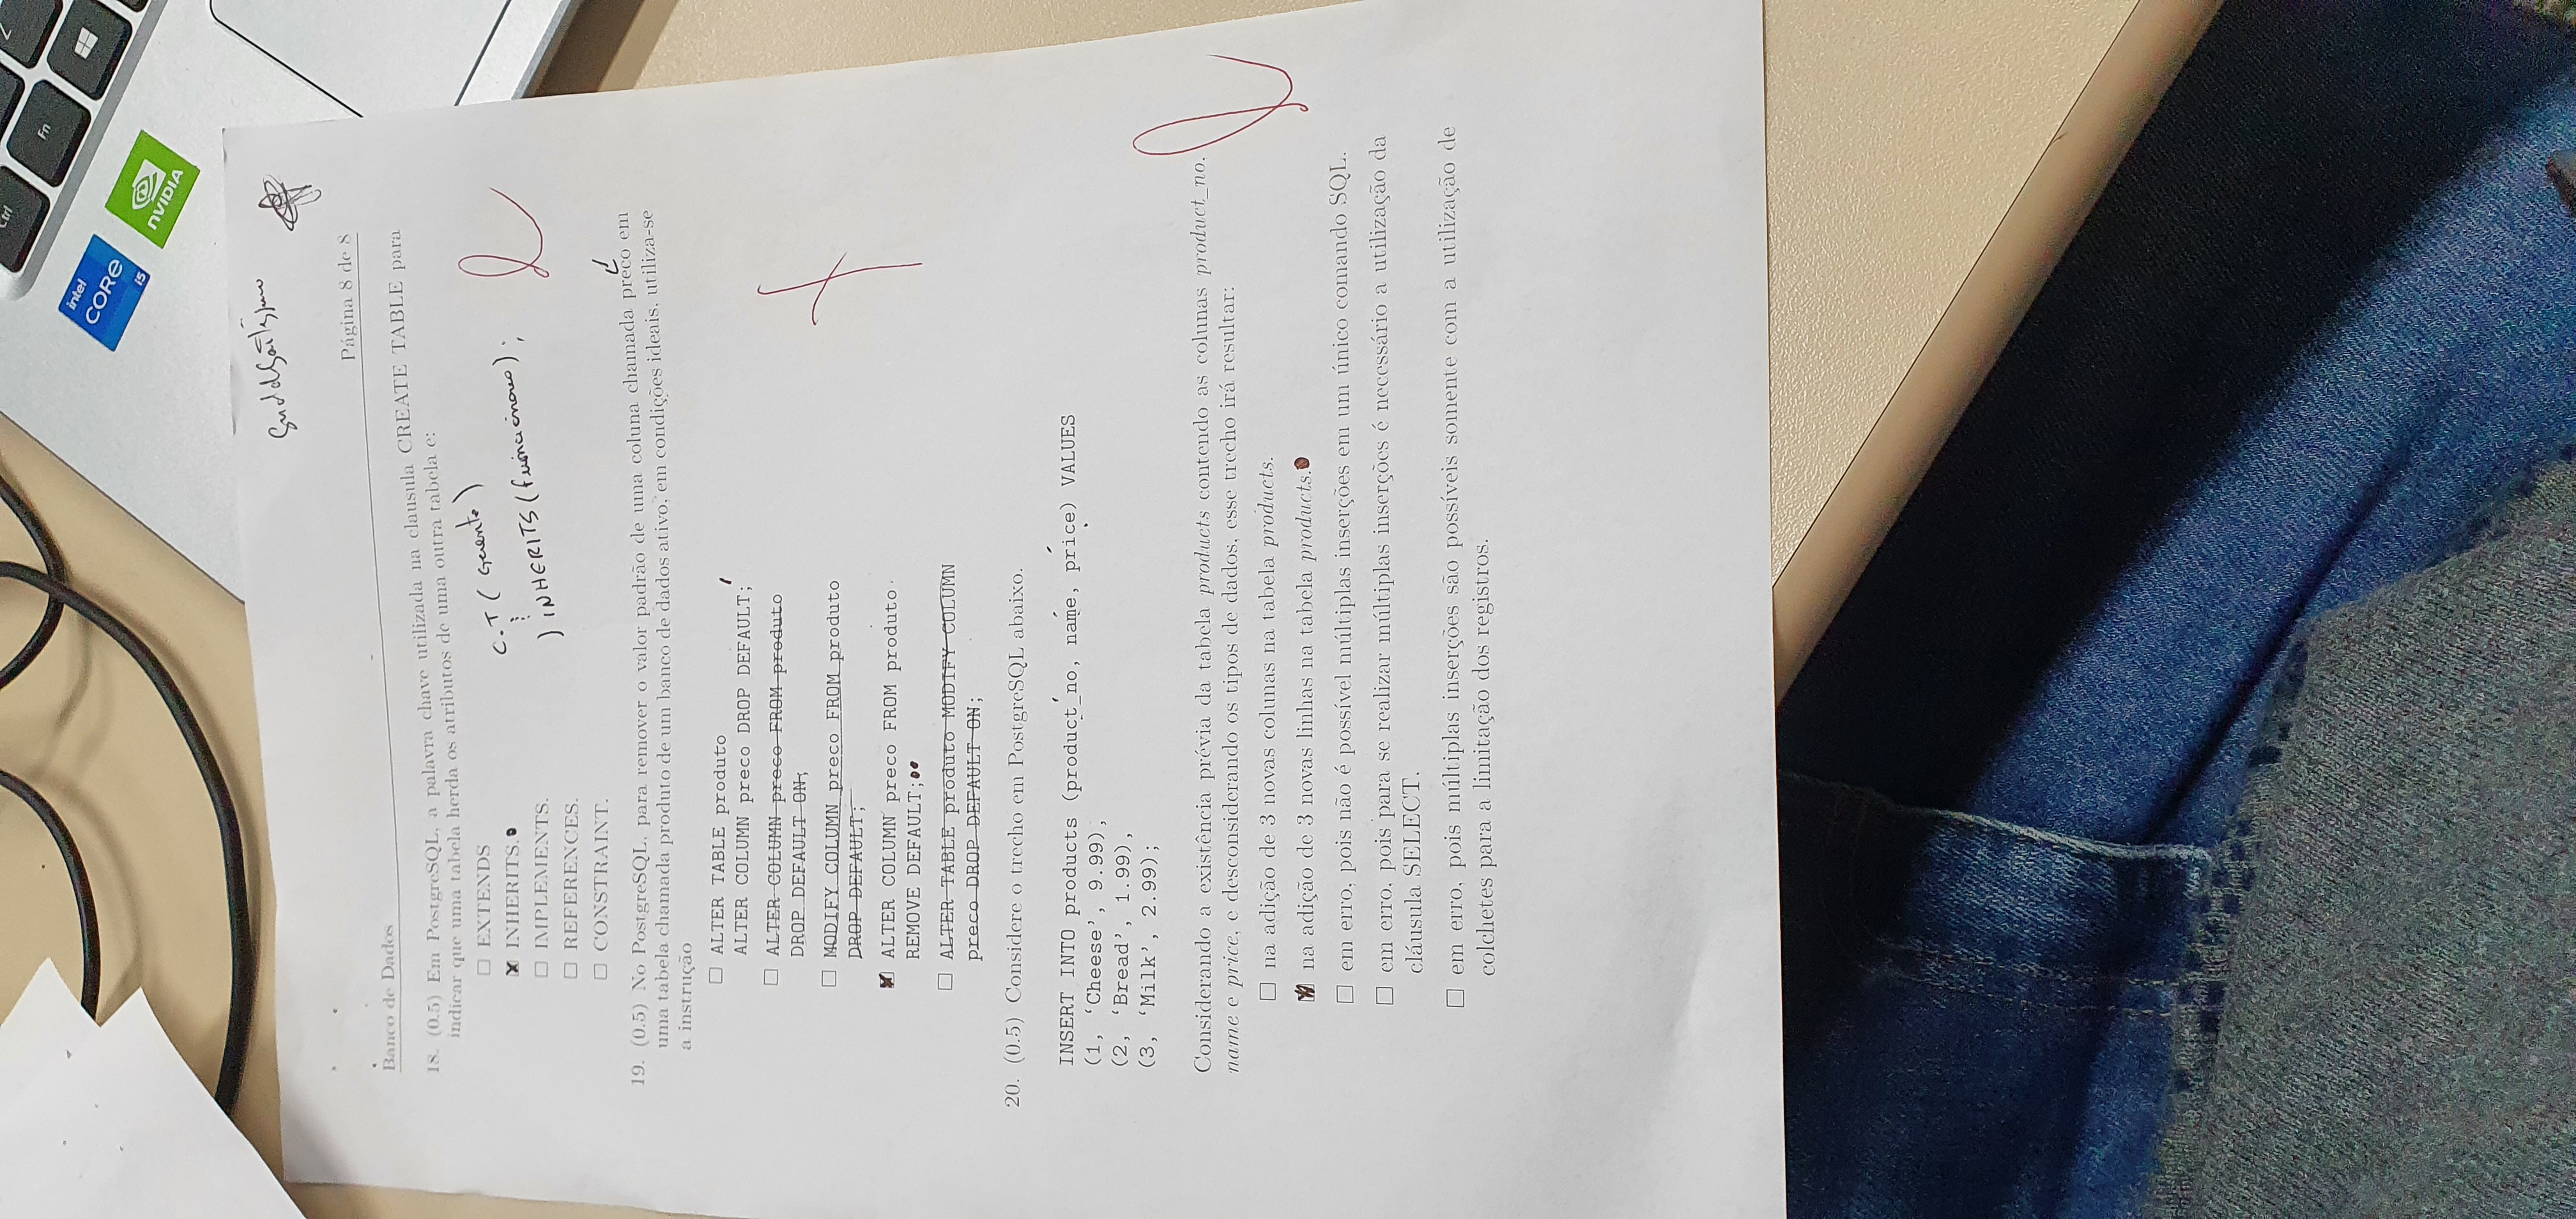 Ctrl
Fn
intel
CORE
i5
NVIDIA
Página 8 de 8
Banco de Dados
18. (0.5) Em PostgreSQL, a palavra chave utilizada na clausula CREATE TABLE para
indicar que uma tabela herda os atributos de uma outra tabela e:
EXTENDS
INHERITS.
IMPLEMENTS.
REFERENCES.
CONSTRAINT.
C.T ( Gerente )
) INHERITS (funcionario) ;
19. (0.5) No PostgreSQL, para remover o valor padrão de uma coluna chamada preco em
uma tabela chamada produto de um banco de dados ativo, em condições ideais, utiliza-se
a instrução
ALTER TABLE produto
ALTER COLUMN preco DROP DEFAULT;
ALTER COLUMN preco FROM produto
DROP DEFAULT ON;
MODIFY COLUMN preco FROM produto
DROP DEFAULT;
ALTER COLUMN preco FROM produto
REMOVE DEFAULT;
ALTER TABLE produto MODIFY COLUMN
preco DROP DEFAULT ON;
20. (0.5) Considere o trecho em PostgreSQL abaixo.
INSERT INTO products (product_no, name, price) VALUES
(1, ‘Cheese’, 9.99),
(2, ‘Bread’, 1.99),
(3, ‘Milk’, 2.99);
Considerando a existência prévia da tabela products contendo as colunas product_no,
name e price, e desconsiderando os tipos de dados, esse trecho irá resultar:
na adição de 3 novas colunas na tabela products.
na adição de 3 novas linhas na tabela products.
em erro, pois não é possível múltiplas inserções em um único comando SQL.
em erro, pois para se realizar múltiplas inserções é necessário a utilização da
cláusula SELECT.
em erro, pois múltiplas inserções são possíveis somente com a utilização de
colchetes para a limitação dos registros.